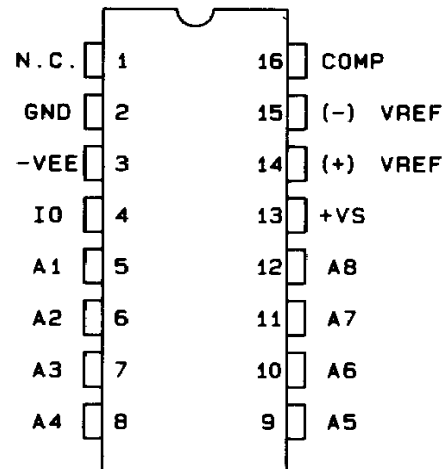 N.C. 1 16 COMP
GND 2 15 (-) VREF
-VEE 3 14 (+) VREF
IO 4 13 +VS
A1 5 12 A8
A2 6 11 A7
A3 7 10 A6
A4 8 9 A5